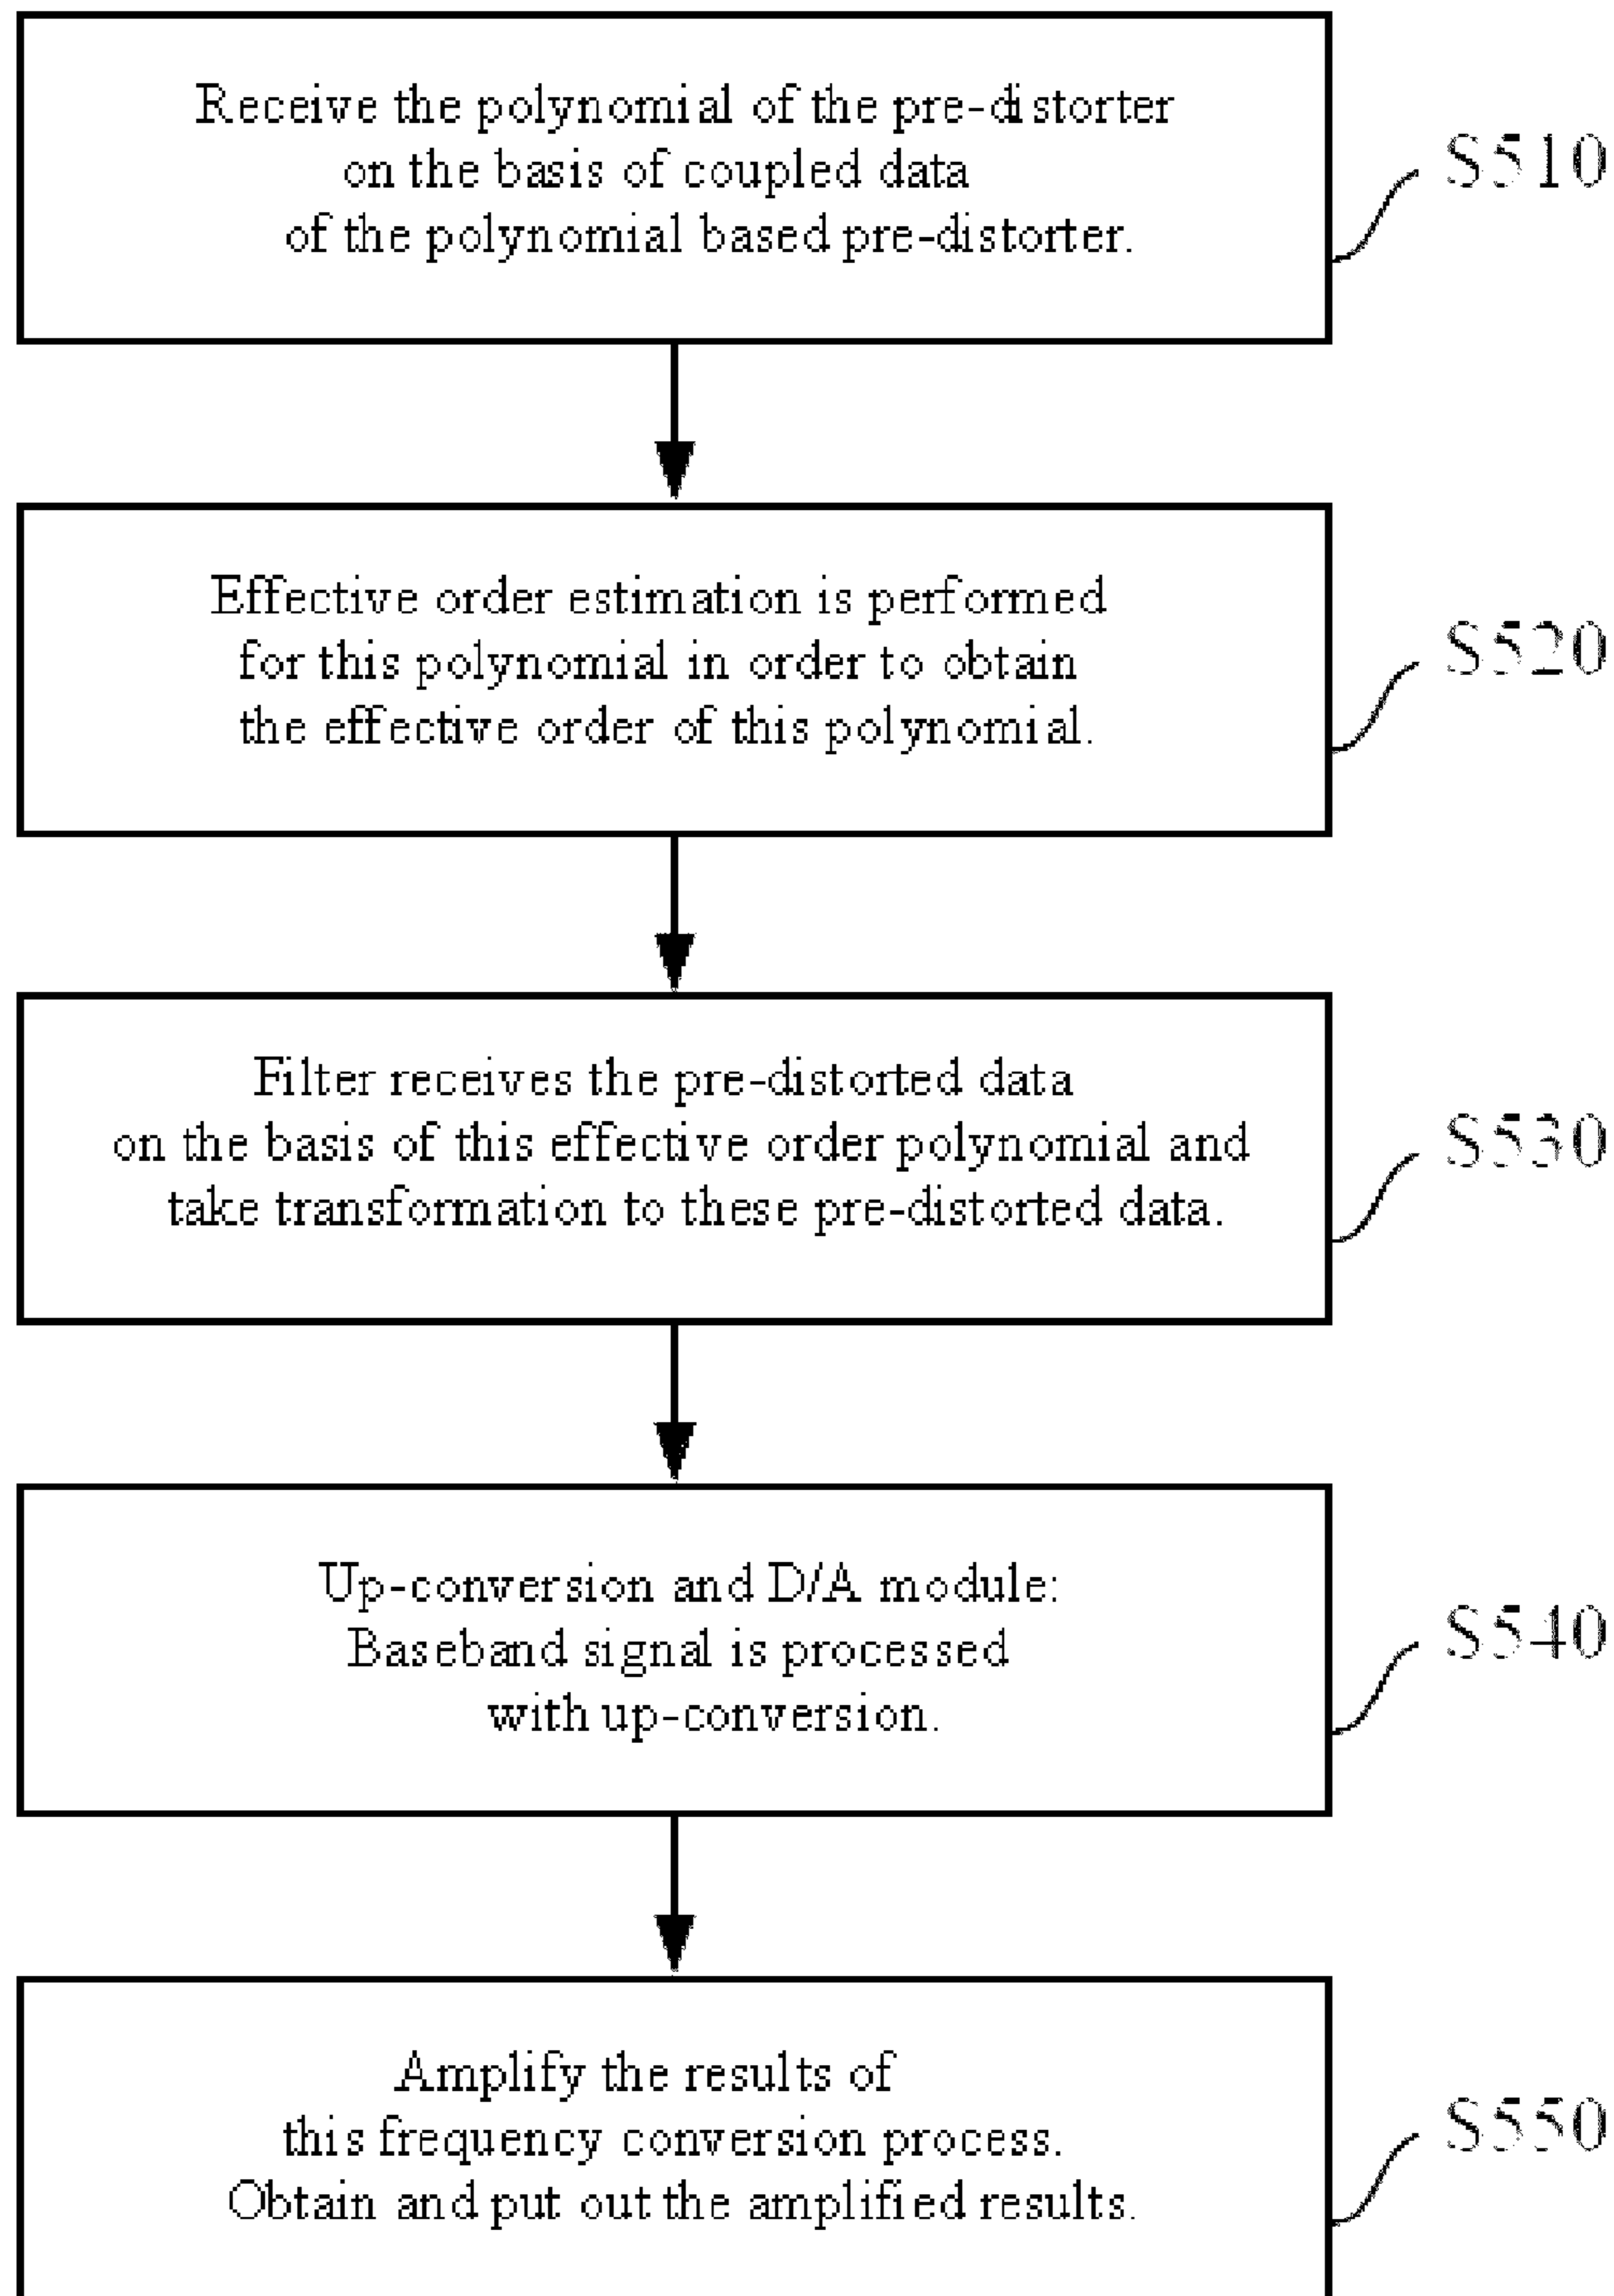 Receive the polynomial of the pre-distorter
on the basis of coupled data
of the polynomial based pre-distorter.
S510
Effective order estimation is performed
for this polynomial in order to obtain
the effective order of this polynomial.
S520
Filter receives the pre-distorted data
on the basis of this effective order polynomial and
take transformation to these pre-distorted data.
S530
Up-conversion and D/A module:
Baseband signal is processed
with up-conversion.
S540
Amplify the results of
this frequency conversion process.
Obtain and put out the amplified results.
S550